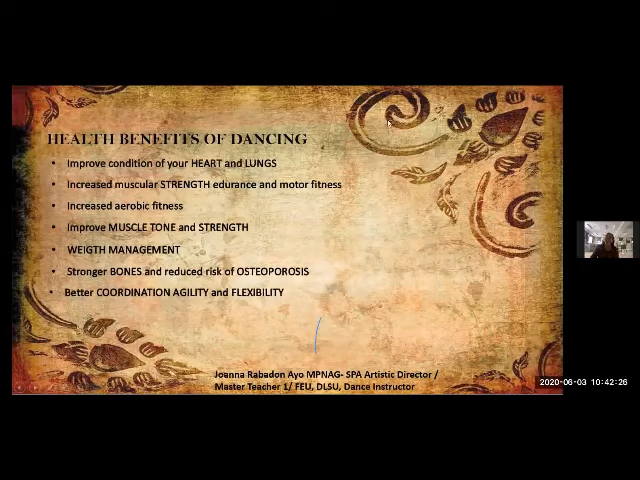 HEALTH BENEFITS OF DANCING
• Improve condition of your HEART and LUNGS
• Increased muscular STRENGTH edurance and motor fitness
• Increased aerobic fitness
• Improve MUSCLE TONE and STRENGTH
• WEIGTH MANAGEMENT
• Stronger BONES and reduced risk of OSTEOPOROSIS
• Better COORDINATION AGILITY and FLEXIBILITY
Joanna Rabadon Ayo MPNAG- SPA Artistic Director /
Master Teacher 1/ FEU, DLSU, Dance Instructor
2020-06-03 10:42:26